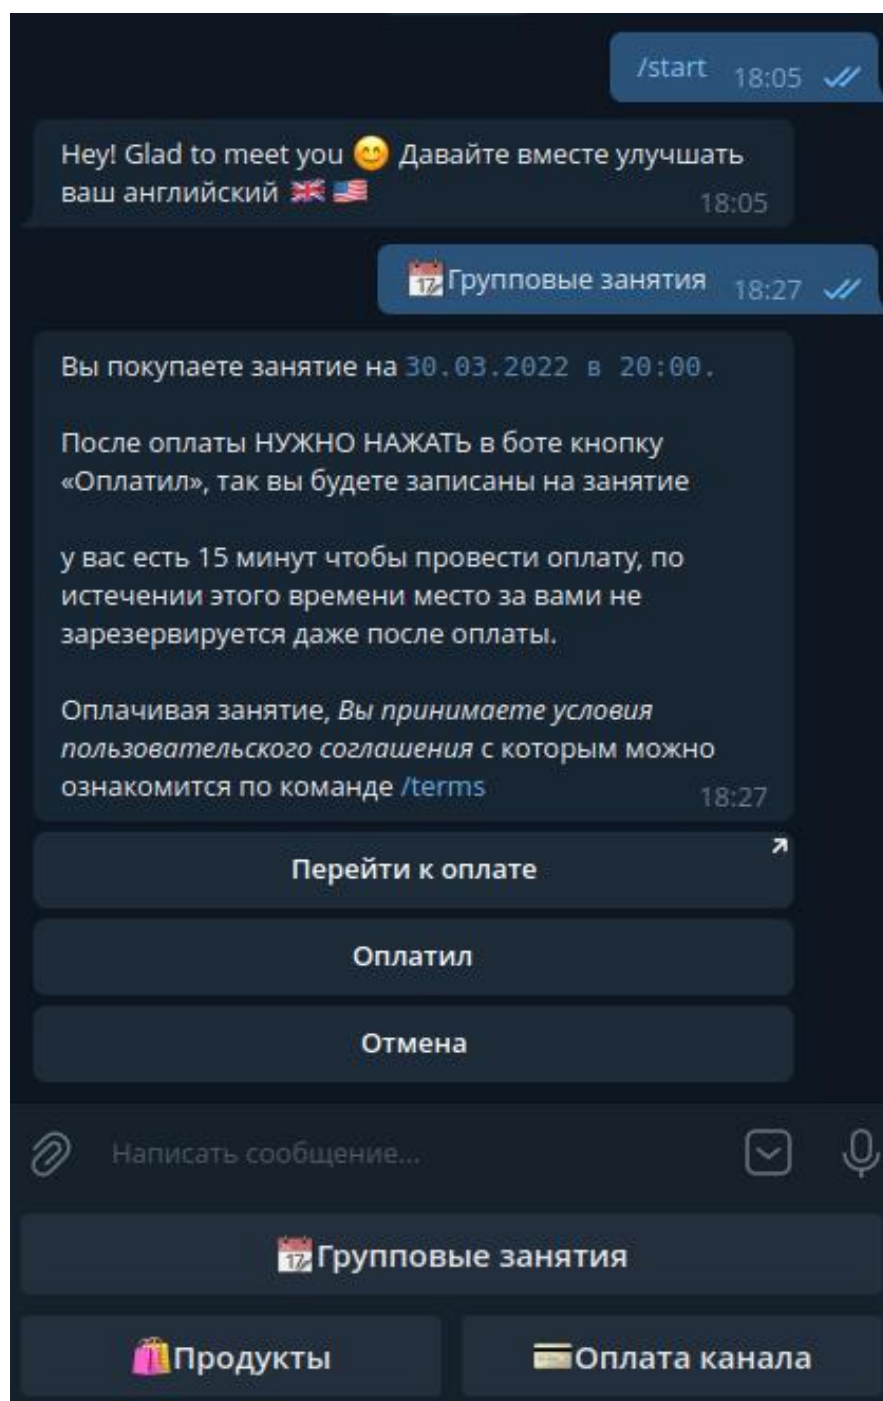 /start 18:05
Hey! Glad to meet you 😊 Давайте вместе улучшать
ваш английский 🇬🇧 🇺🇸
18:05
📆Групповые занятия 18:27
Вы покупаете занятие на 30.03.2022 в 20:00.
После оплаты НУЖНО НАЖАТЬ в боте кнопку
«Оплатил», так вы будете записаны на занятие
у вас есть 15 минут чтобы провести оплату, по
истечении этого времени место за вами не
зарезервируется даже после оплаты.
Оплачивая занятие, Вы принимаете условия
пользовательского соглашения с которым можно
ознакомится по команде /terms
18:27
Перейти к оплате
Оплатил
Отмена
Написать сообщение...
📆Групповые занятия
🛍Продукты 💳Оплата канала